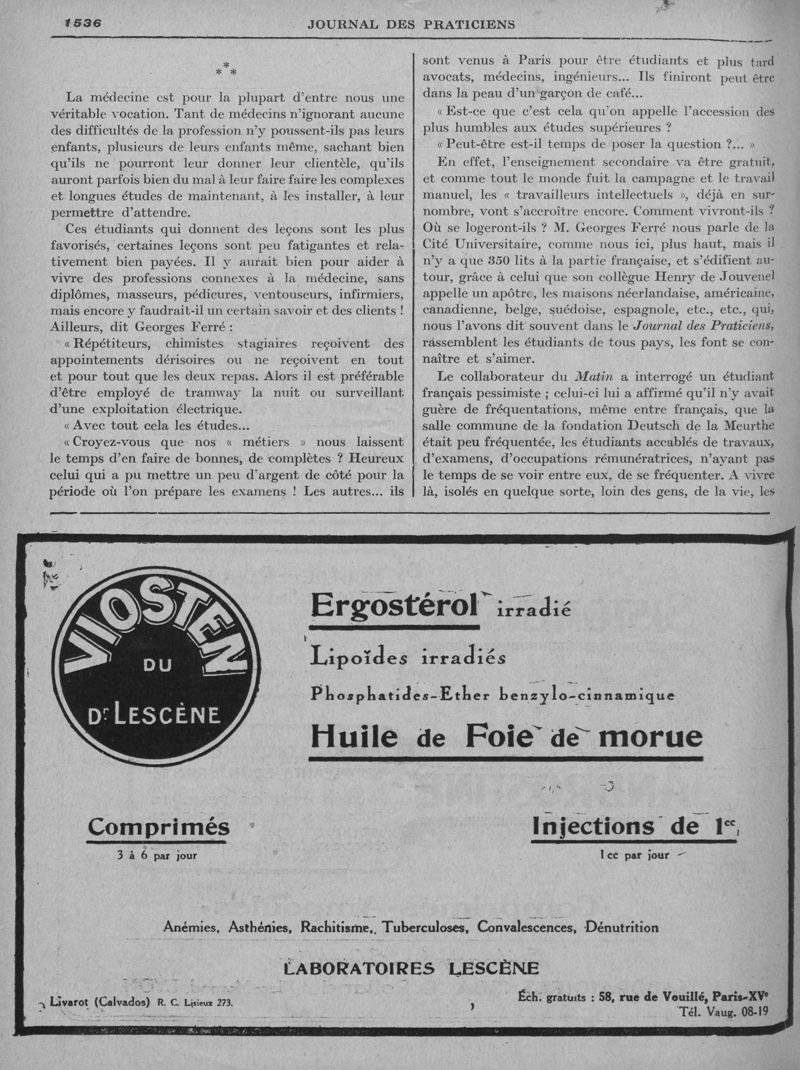 1536
JOURNAL DES PRATICIENS
*
* *
La médecine est pour la plupart d'entre nous une
véritable vocation. Tant de médecins n'ignorant aucune
des difficultés de la profession n'y poussent-ils pas leurs
enfants, plusieurs de leurs enfants même, sachant bien
qu'ils ne pourront leur donner leur clientèle, qu'ils
auront parfois bien du mal à leur faire faire les complexes
et longues études de maintenant, à les installer, à leur
permettre d'attendre.
Ces étudiants qui donnent des leçons sont les plus
favorisés, certaines leçons sont peu fatigantes et rela-
tivement bien payées. Il y aurait bien pour aider à
vivre des professions connexes à la médecine, sans
diplômes, masseurs, pédicures, ventouseurs, infirmiers,
mais encore y faudrait-il un certain savoir et des clients !
Ailleurs, dit Georges Ferré :
« Répétiteurs, chimistes stagiaires reçoivent des
appointements dérisoires ou ne reçoivent en tout
et pour tout que les deux repas. Alors il est préférable
d'être employé de tramway la nuit ou surveillant
d'une exploitation électrique.
« Avec tout cela les études...
« Croyez-vous que nos « métiers » nous laissent
le temps d'en faire de bonnes, de complètes ? Heureux
celui qui a pu mettre un peu d'argent de côté pour la
période où l'on prépare les examens ! Les autres... ils
sont venus à Paris pour être étudiants et plus tard
avocats, médecins, ingénieurs... Ils finiront peut être
dans la peau d'un garçon de café...
« Est-ce que c'est cela qu'on appelle l'accession des
plus humbles aux études supérieures ?
« Peut-être est-il temps de poser la question ?... »
En effet, l'enseignement secondaire va être gratuit,
et comme tout le monde fuit la campagne et le travail
manuel, les « travailleurs intellectuels », déjà en sur-
nombre, vont s'accroître encore. Comment vivront-ils ?
Où se logeront-ils ? M. Georges Ferré nous parle de la
Cité Universitaire, comme nous ici, plus haut, mais il
n'y a que 350 lits à la partie française, et s'édifient au-
tour, grâce à celui que son collègue Henry de Jouvenel
appelle un apôtre, les maisons néerlandaise, américaine,
canadienne, belge, suédoise, espagnole, etc., etc., qui,
nous l'avons dit souvent dans le Journal des Praticiens,
rassemblent les étudiants de tous pays, les font se con-
naître et s'aimer.
Le collaborateur du Matin a interrogé un étudiant
français pessimiste ; celui-ci lui a affirmé qu'il n'y avait
guère de fréquentations, même entre français, que la
salle commune de la fondation Deutsch de la Meurthe
était peu fréquentée, les étudiants accablés de travaux,
d'examens, d'occupations rémunératrices, n'ayant pas
le temps de se voir entre eux, de se fréquenter. A vivre
là, isolés en quelque sorte, loin des gens, de la vie, les
VIOSTEN
DU
Dr LESCÈNE
Ergostérol irradié
Lipoïdes irradiés
Phosphatides-Ether benzylo-cinnamique
Huile de Foie de morue
Comprimés
3 à 6 par jour
Injections de 1cc,
1 cc par jour
Anémies, Asthénies, Rachitisme, Tuberculoses, Convalescences, Dénutrition
LABORATOIRES LESCÈNE
Livarot (Calvados) R. C. Lisieux 273.
Éch. gratuits : 58, rue de Vouillé, Paris-XVe
Tél. Vaug. 08-19